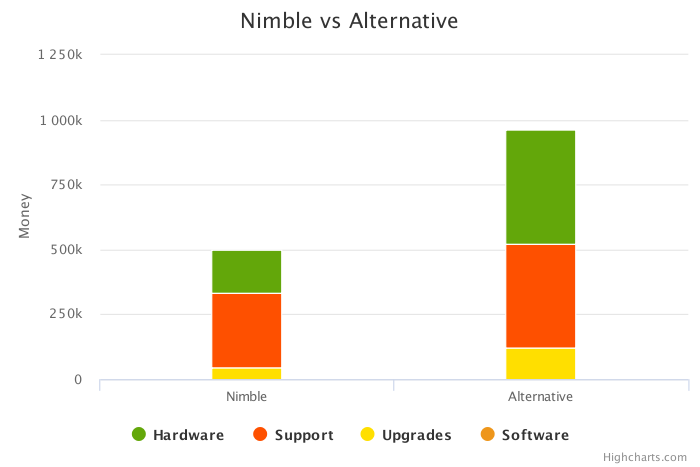 Nimble vs Alternative
1 250k
1 000k
750k
500k
250k
0
Money
Nimble
Alternative
Hardware
Support
Upgrades
Software
Highcharts.com